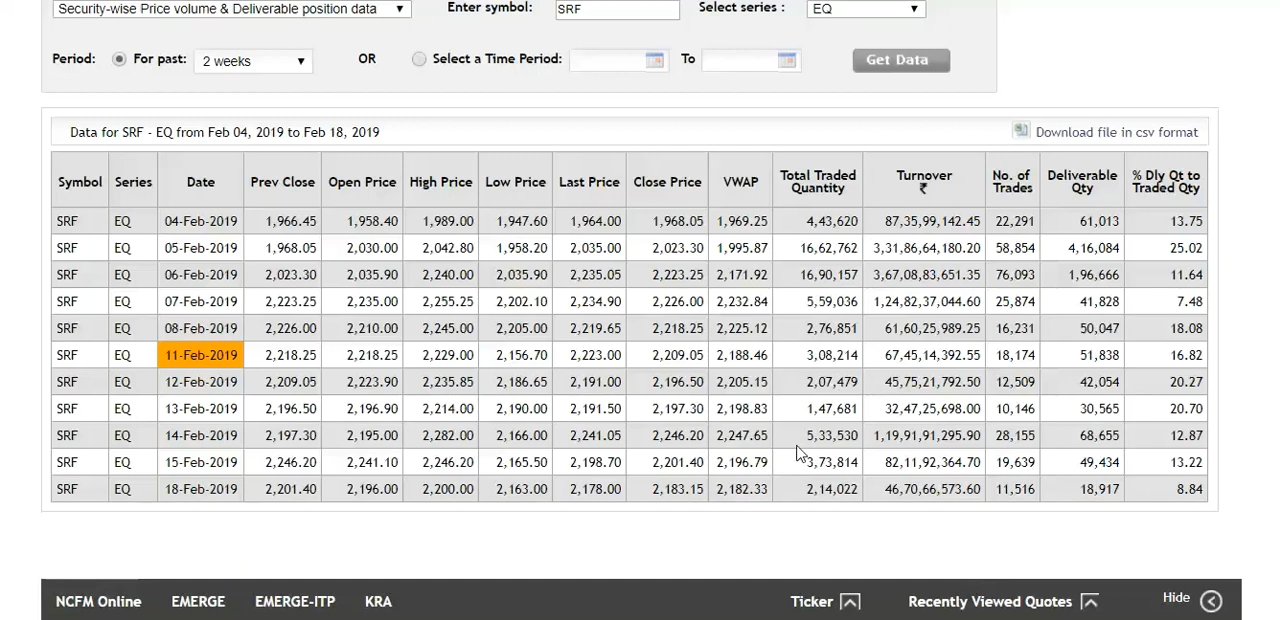 Security-wise Price volume & Deliverable position data Enter symbol: SRF Select series : EQ
Period: For past: 2 weeks OR Select a Time Period: To Get Data
Data for SRF - EQ from Feb 04, 2019 to Feb 18, 2019 Download file in csv format
Symbol Series Date Prev Close Open Price High Price Low Price Last Price Close Price VWAP Total Traded Quantity Turnover ₹ No. of Trades Deliverable Qty % Dly Qt to Traded Qty
SRF EQ 04-Feb-2019 1,966.45 1,958.40 1,989.00 1,947.60 1,964.00 1,968.05 1,969.25 4,43,620 87,35,99,142.45 22,291 61,013 13.75
SRF EQ 05-Feb-2019 1,968.05 2,030.00 2,042.80 1,958.20 2,035.00 2,023.30 1,995.87 16,62,762 3,31,86,64,180.20 58,854 4,16,084 25.02
SRF EQ 06-Feb-2019 2,023.30 2,035.90 2,240.00 2,035.90 2,235.05 2,223.25 2,171.92 16,90,157 3,67,08,83,651.35 76,093 1,96,666 11.64
SRF EQ 07-Feb-2019 2,223.25 2,235.00 2,255.25 2,202.10 2,234.90 2,226.00 2,232.84 5,59,036 1,24,82,37,044.60 25,874 41,828 7.48
SRF EQ 08-Feb-2019 2,226.00 2,210.00 2,245.00 2,205.00 2,219.65 2,218.25 2,225.12 2,76,851 61,60,25,989.25 16,231 50,047 18.08
SRF EQ 11-Feb-2019 2,218.25 2,218.25 2,229.00 2,156.70 2,223.00 2,209.05 2,188.46 3,08,214 67,45,14,392.55 18,174 51,838 16.82
SRF EQ 12-Feb-2019 2,209.05 2,223.90 2,235.85 2,186.65 2,191.00 2,196.50 2,205.15 2,07,479 45,75,21,792.50 12,509 42,054 20.27
SRF EQ 13-Feb-2019 2,196.50 2,196.90 2,214.00 2,190.00 2,191.50 2,197.30 2,198.83 1,47,681 32,47,25,698.00 10,146 30,565 20.70
SRF EQ 14-Feb-2019 2,197.30 2,195.00 2,282.00 2,166.00 2,241.05 2,246.20 2,247.65 5,33,530 1,19,91,91,295.90 28,155 68,655 12.87
SRF EQ 15-Feb-2019 2,246.20 2,241.10 2,246.20 2,165.50 2,198.70 2,201.40 2,196.79 3,73,814 82,11,92,364.70 19,639 49,434 13.22
SRF EQ 18-Feb-2019 2,201.40 2,196.00 2,200.00 2,163.00 2,178.00 2,183.15 2,182.33 2,14,022 46,70,66,573.60 11,516 18,917 8.84
NCFM Online EMERGE EMERGE-ITP KRA Ticker Recently Viewed Quotes Hide